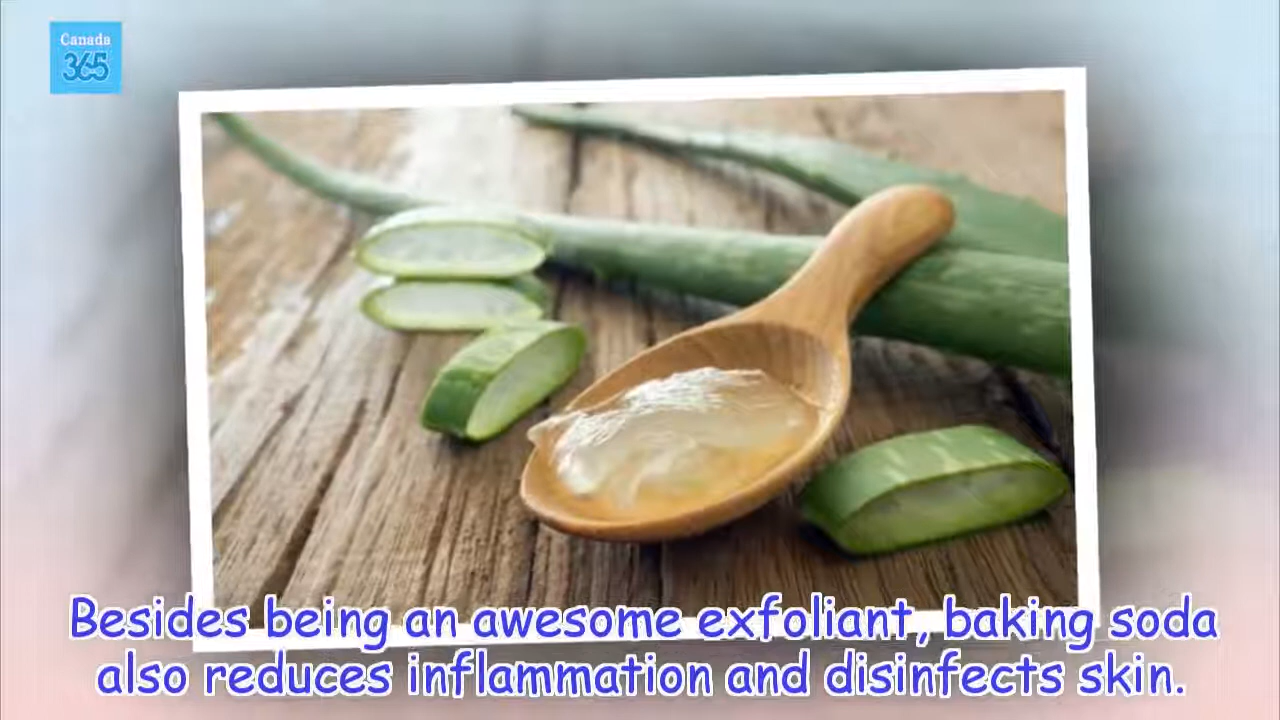 Canada
365
Besides being an awesome exfoliant, baking soda
also reduces inflammation and disinfects skin.